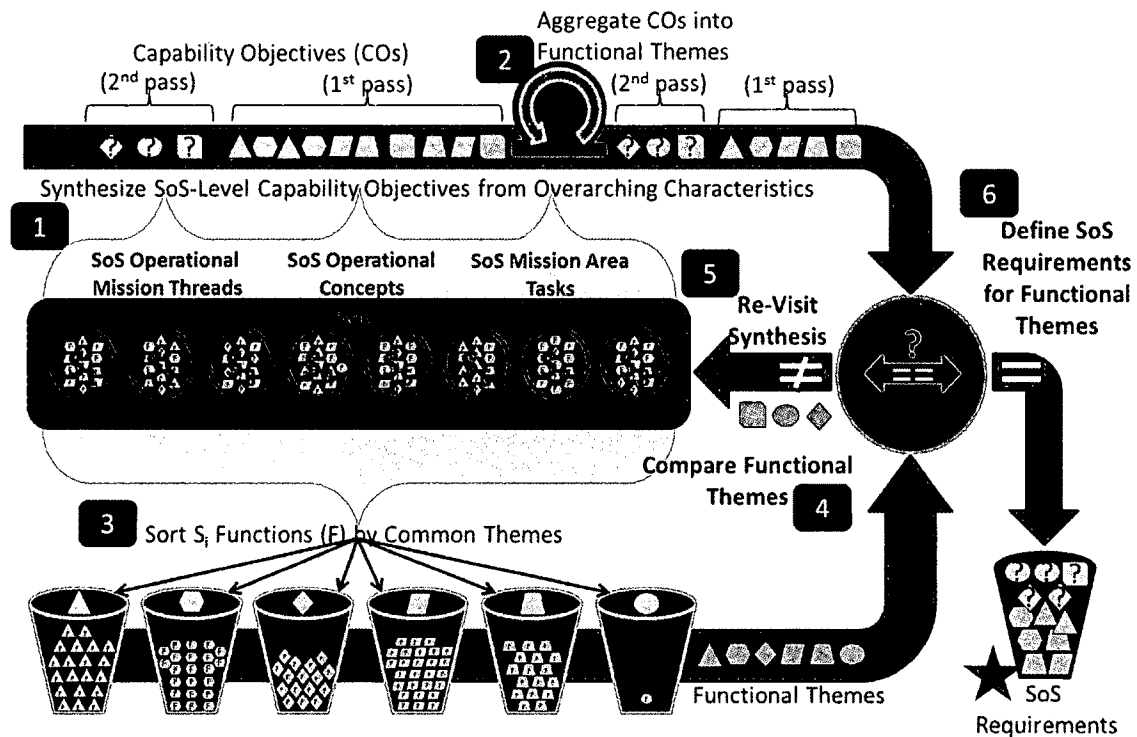 Aggregate COs into
Functional Themes
2
Capability Objectives (COs)
(2nd pass)
(1st pass)
(2nd pass)
(1st pass)
? ? ?
? ? ?
Synthesize SoS-Level Capability Objectives from Overarching Characteristics
1
SoS Operational
Mission Threads
SoS Operational
Concepts
SoS Mission Area
Tasks
5
Re-Visit
Synthesis
≠
?
==
=
6
Define SoS
Requirements
for Functional
Themes
Compare Functional
Themes
4
3
Sort Si Functions (F) by Common Themes
Functional Themes
? ? ?
? ?
SoS
Requirements